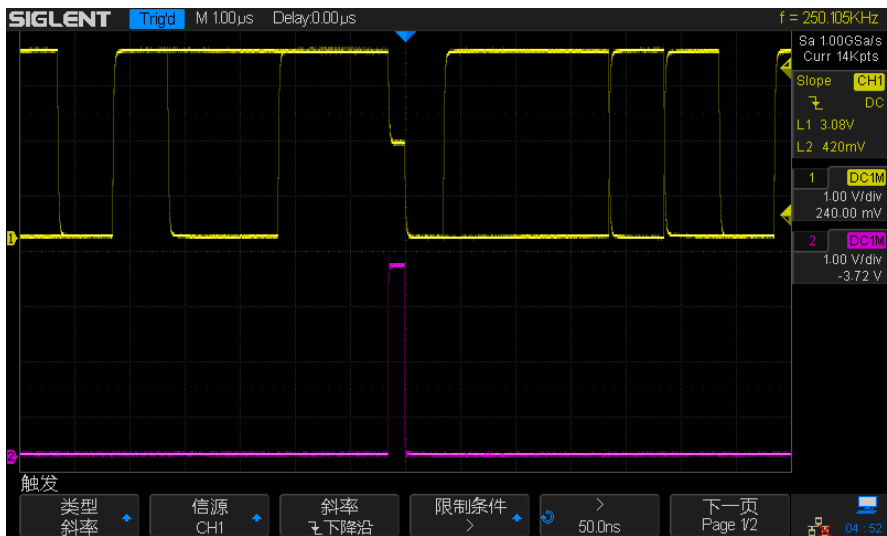 SIGLENT Trig'd M 1.00µs Delay:0.00µs f = 250.105KHz
Sa 1.00GSa/s
Curr 14Kpts
Slope CH1
DC
L1 3.08V
L2 420mV
1 DC1M
1.00 V/div
240.00 mV
2 DC1M
1.00 V/div
-3.72 V
1
2
触发
类型
斜率
信源
CH1
斜率
下降沿
限制条件
>
>
50.0ns
下一页
Page 1/2
04:52